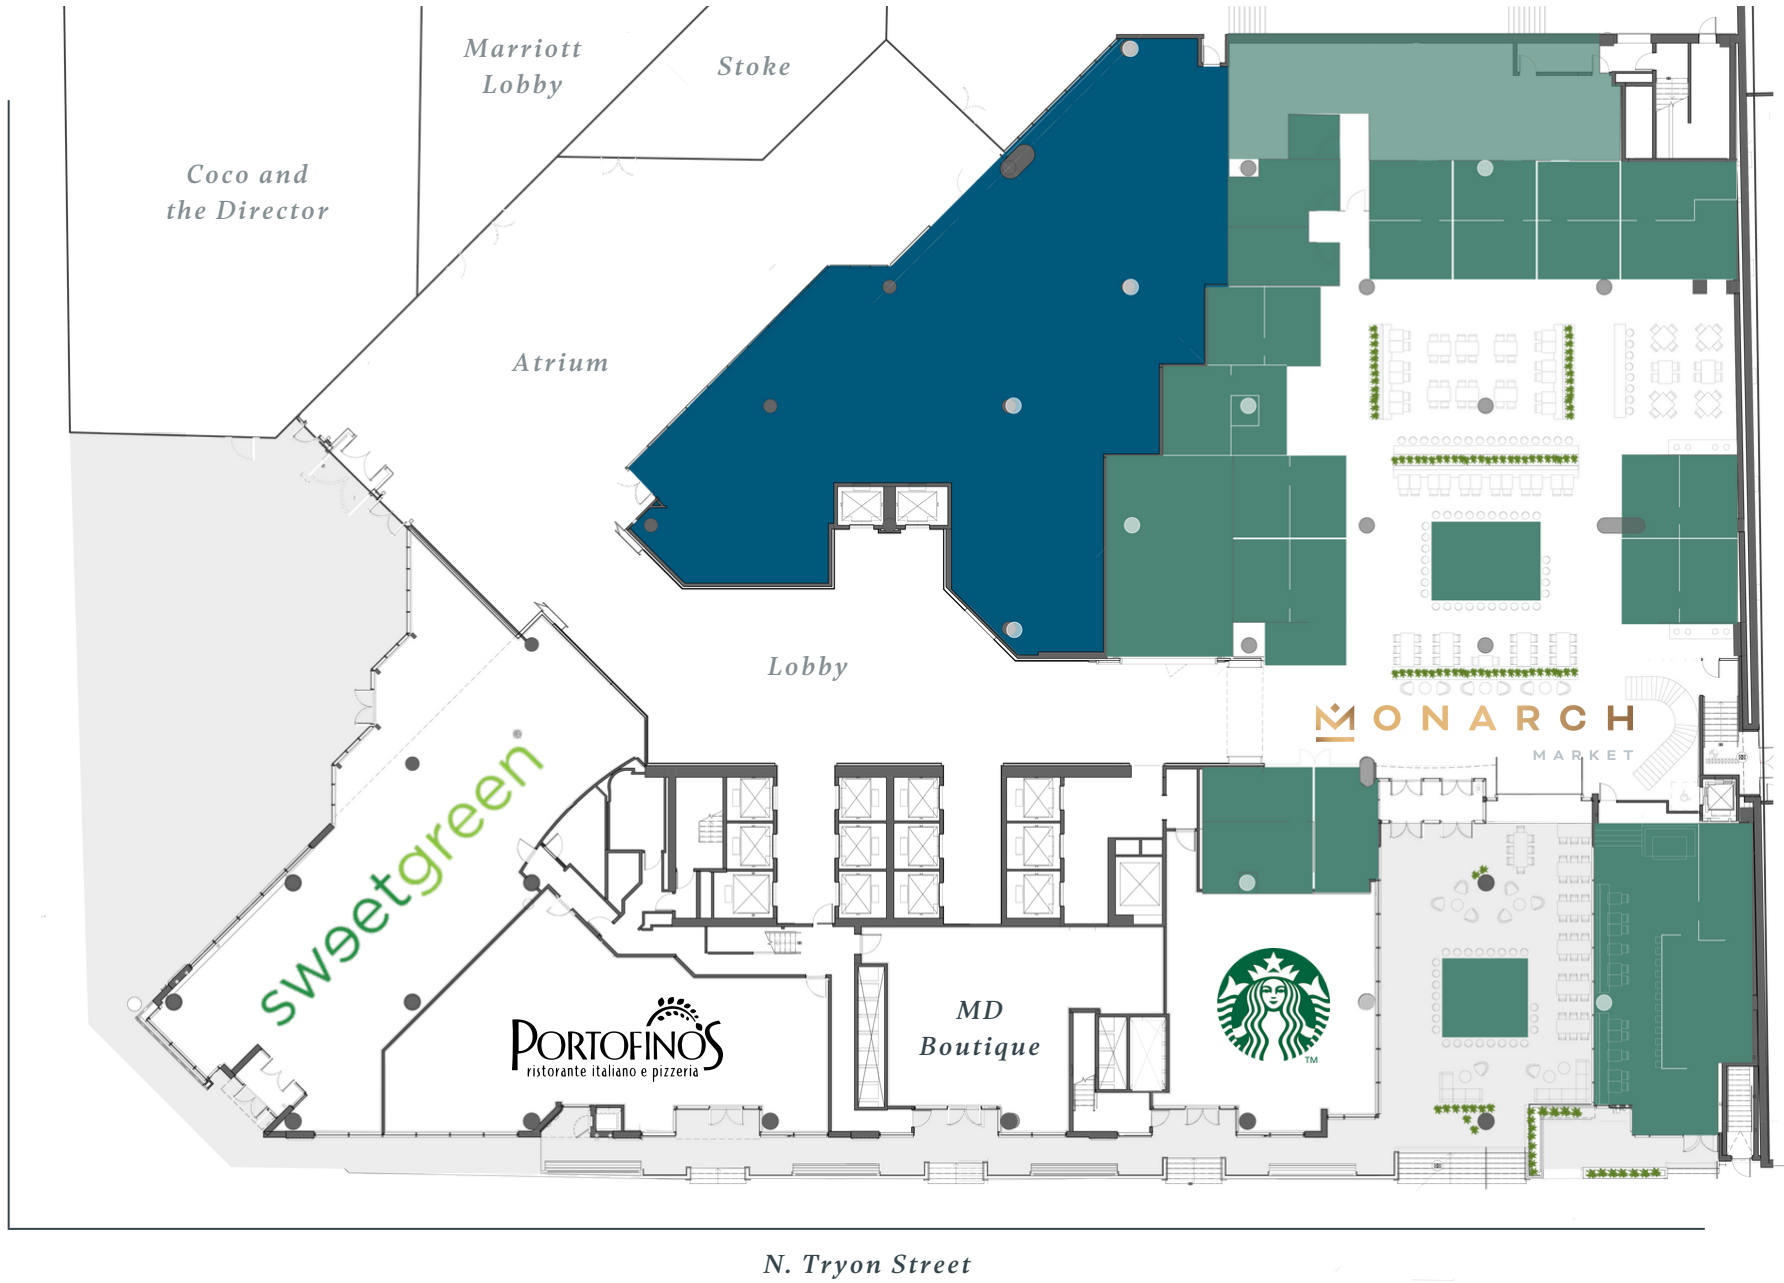 Marriott
Lobby
Stoke
Coco and
the Director
Atrium
Lobby
MONARCH
MARKET
sweetgreen
PORTOFINO'S
ristorante italiano e pizzeria
MD
Boutique
TM
N. Tryon Street